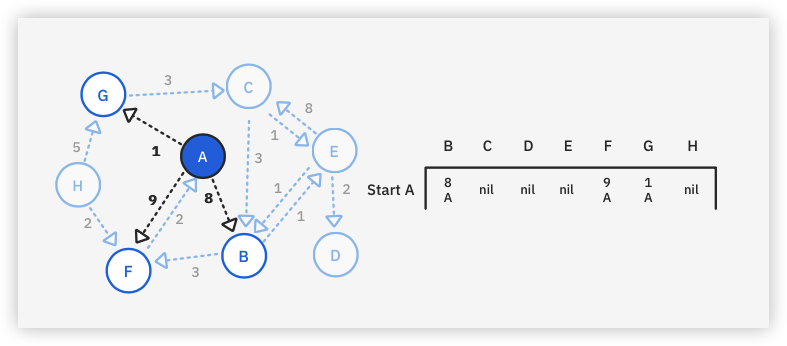 3
C
G
8
1
E
1
A
5
3
H
9
8
1
2
2
2
1
B
F
3
D
B C D E F G H
Start A 8 nil nil nil 9 1 nil
A A A